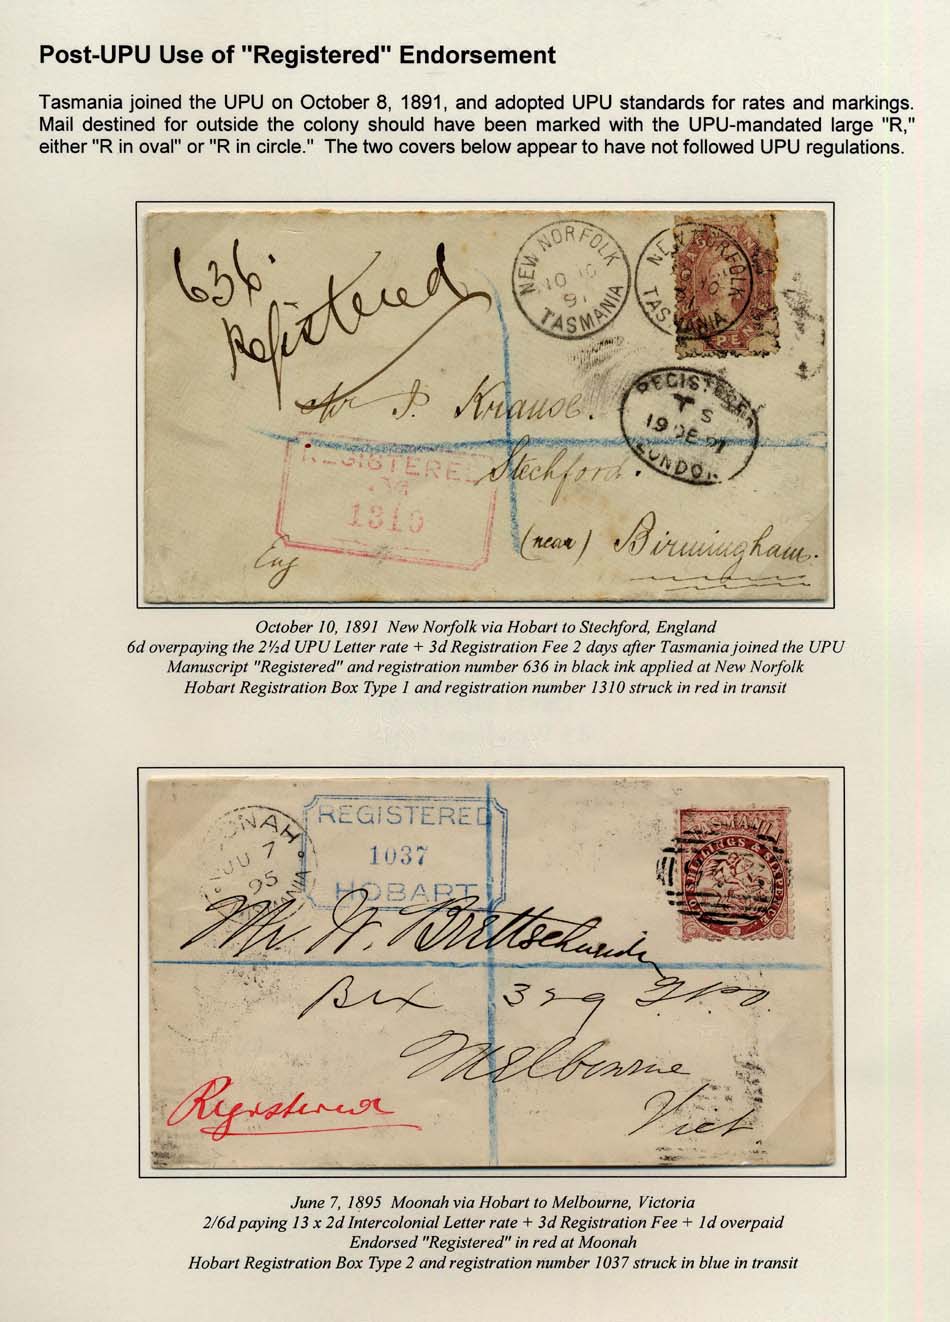 Post-UPU Use of "Registered" Endorsement
Tasmania joined the UPU on October 8, 1891, and adopted UPU standards for rates and markings.
Mail destined for outside the colony should have been marked with the UPU-mandated large "R,"
either "R in oval" or "R in circle." The two covers below appear to have not followed UPU regulations.
636
Registered
NEW NORFOLK
10
91
TASMANIA
NEW NORFOLK
10
91
TASMANIA
PEN
REGISTERED
S
19 DE 91
LONDON
Mr P. Krause.
REGISTERED
1310
Stechford.
(near) Birmingham.
Eng
October 10, 1891 New Norfolk via Hobart to Stechford, England
6d overpaying the 2½d UPU Letter rate + 3d Registration Fee 2 days after Tasmania joined the UPU
Manuscript "Registered" and registration number 636 in black ink applied at New Norfolk
Hobart Registration Box Type 1 and registration number 1310 struck in red in transit
ONAH
JU 7
95
REGISTERED
1037
HOBART
TASMANIA
SHILLINGS & SIXPENCE
Mr W. Brettschneider
Box 329 G.P.O.
Melbourne
Vict
Registered
June 7, 1895 Moonah via Hobart to Melbourne, Victoria
2/6d paying 13 x 2d Intercolonial Letter rate + 3d Registration Fee + 1d overpaid
Endorsed "Registered" in red at Moonah
Hobart Registration Box Type 2 and registration number 1037 struck in blue in transit